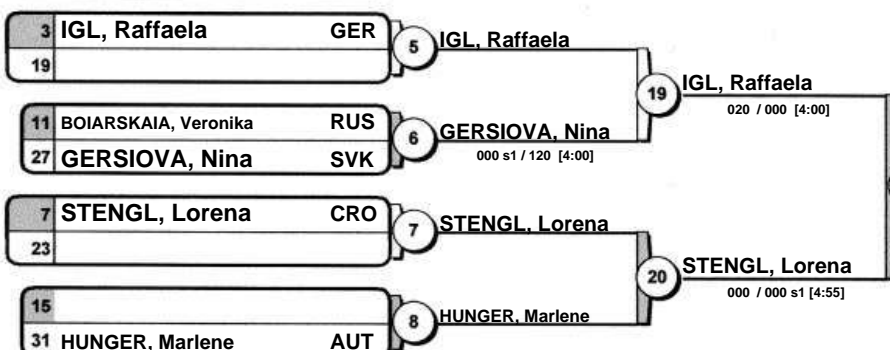 3 IGL, Raffaela GER
19
5 IGL, Raffaela
11 BOIARSKAIA, Veronika RUS
27 GERSIOVA, Nina SVK
6 GERSIOVA, Nina
000 s1 / 120 [4:00]
19 IGL, Raffaela
020 / 000 [4:00]
7 STENGL, Lorena CRO
23
7 STENGL, Lorena
15
31 HUNGER, Marlene AUT
8 HUNGER, Marlene
20 STENGL, Lorena
000 / 000 s1 [4:55]